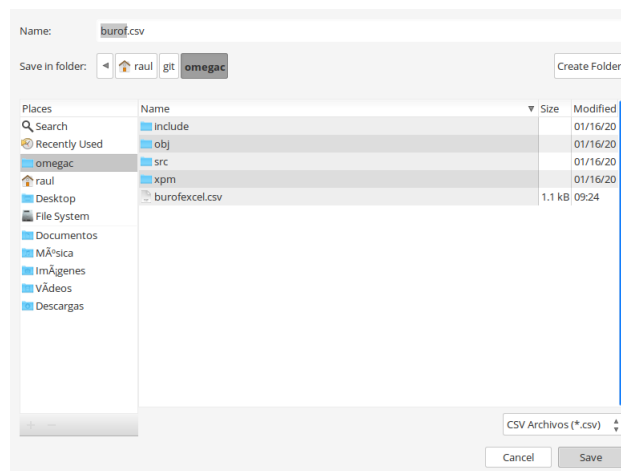 Name: burof.csv
Save in folder: raul git omegac Create Folder
Places Name Size Modified
Search include 01/16/20
Recently Used obj 01/16/20
omegac src 01/16/20
raul xpm 01/16/20
Desktop burofexcel.csv 1.1 kB 09:24
File System
Documentos
MÃºsica
ImÃ¡genes
VÃ­deos
Descargas
CSV Archivos (*.csv)
Cancel Save